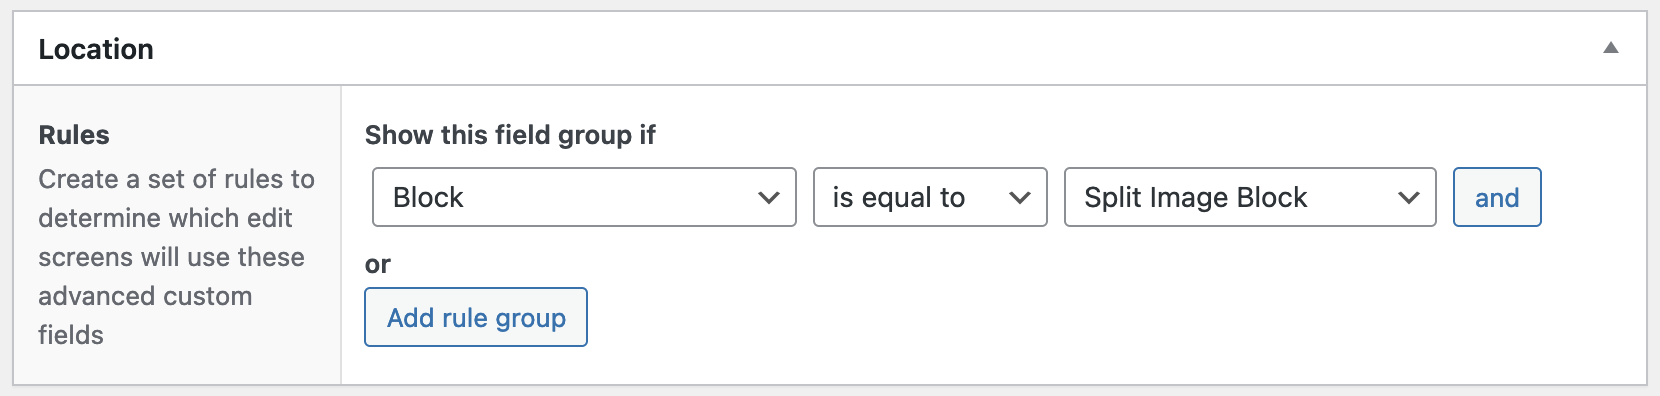 Location
Rules
Create a set of rules to
determine which edit
screens will use these
advanced custom
fields
Show this field group if
Block
is equal to
Split Image Block
and
or
Add rule group